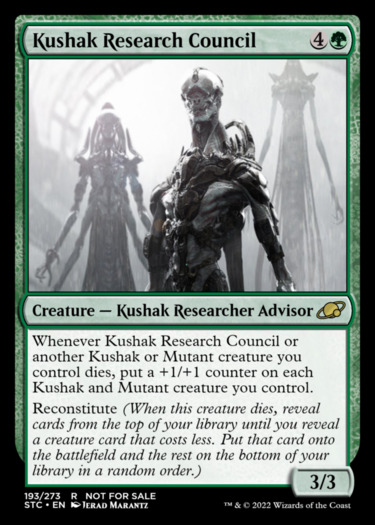 Kushak Research Council 4
Creature — Kushak Researcher Advisor
Whenever Kushak Research Council or
another Kushak or Mutant creature you
control dies, put a +1/+1 counter on each
Kushak and Mutant creature you control.
Reconstitute (When this creature dies, reveal
cards from the top of your library until you
reveal a creature card that costs less. Put that card onto
the battlefield and the rest on the bottom of your
library in a random order.)
3/3
193/273 R NOT FOR SALE
STC • EN Jerad Marantz
™ & © 2022 Wizards of the Coast